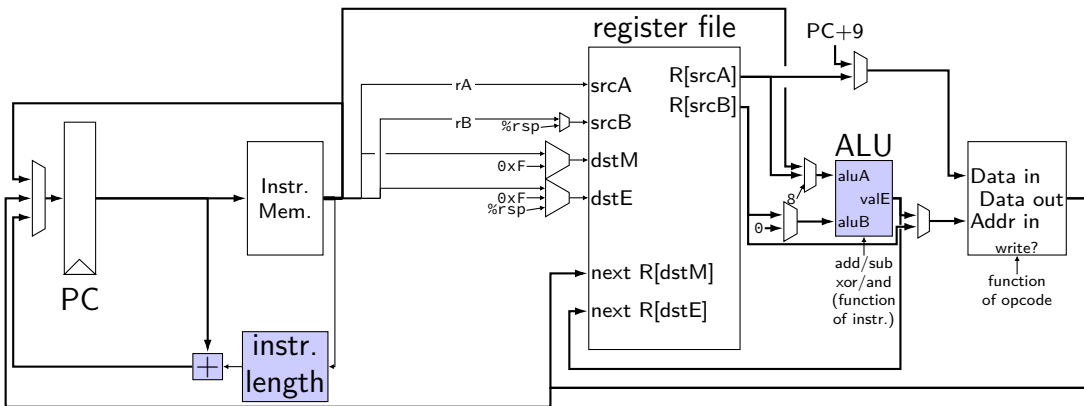 register file
PC+9
rA
rB
%rsp
0xF
0xF
%rsp
srcA
srcB
dstM
dstE
next R[dstM]
next R[dstE]
R[srcA]
R[srcB]
PC
Instr.
Mem.
+
instr.
length
8
0
ALU
aluA
valE
aluB
add/sub
xor/and
(function
of instr.)
Data in
Data out
Addr in
write?
function
of opcode